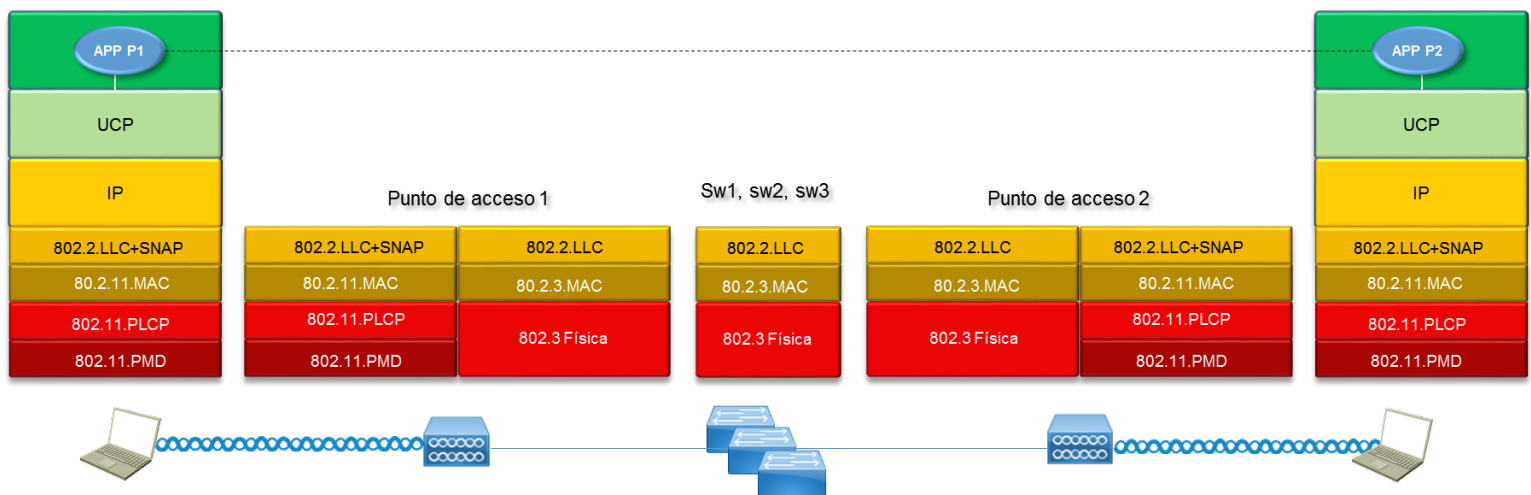 APP P1
APP P2
UCP
UCP
IP
IP
Punto de acceso 1
Sw1, sw2, sw3
Punto de acceso 2
802.2.LLC+SNAP
802.2.LLC+SNAP
802.2.LLC
802.2.LLC
802.2.LLC
802.2.LLC+SNAP
802.2.LLC+SNAP
80.2.11.MAC
80.2.11.MAC
80.2.3.MAC
80.2.3.MAC
80.2.3.MAC
80.2.11.MAC
80.2.11.MAC
802.11.PLCP
802.11.PLCP
802.3 Física
802.3 Física
802.3 Física
802.11.PLCP
802.11.PLCP
802.11.PMD
802.11.PMD
802.11.PMD
802.11.PMD